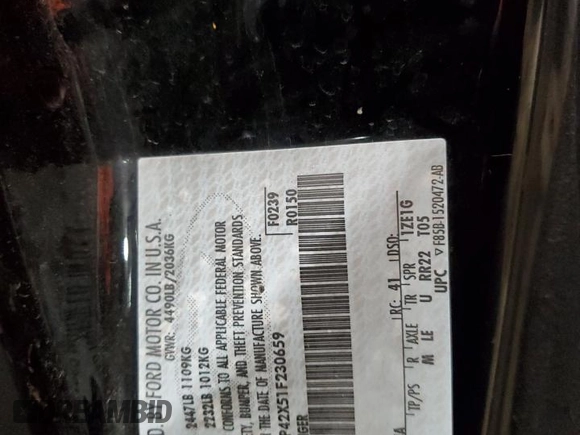 D. FORD MOTOR CO. IN U.S.A.
GVWR: 4490LB/2036KG
2447LB 1109KG
2232LB 1012KG
CONFORMS TO ALL APPLICABLE FEDERAL MOTOR
BUMPER, AND THEFT PREVENTION STANDARDS
DATE OF MANUFACTURE SHOWN ABOVE.
F0239
R0150
P42X51F230659
RC: 41 DSO:
TP/PS R AXLE TR SPR
M LE U RR22 1ZE1G
T05
UPC ▽F85B-1520472-AB
READYAUTOBID